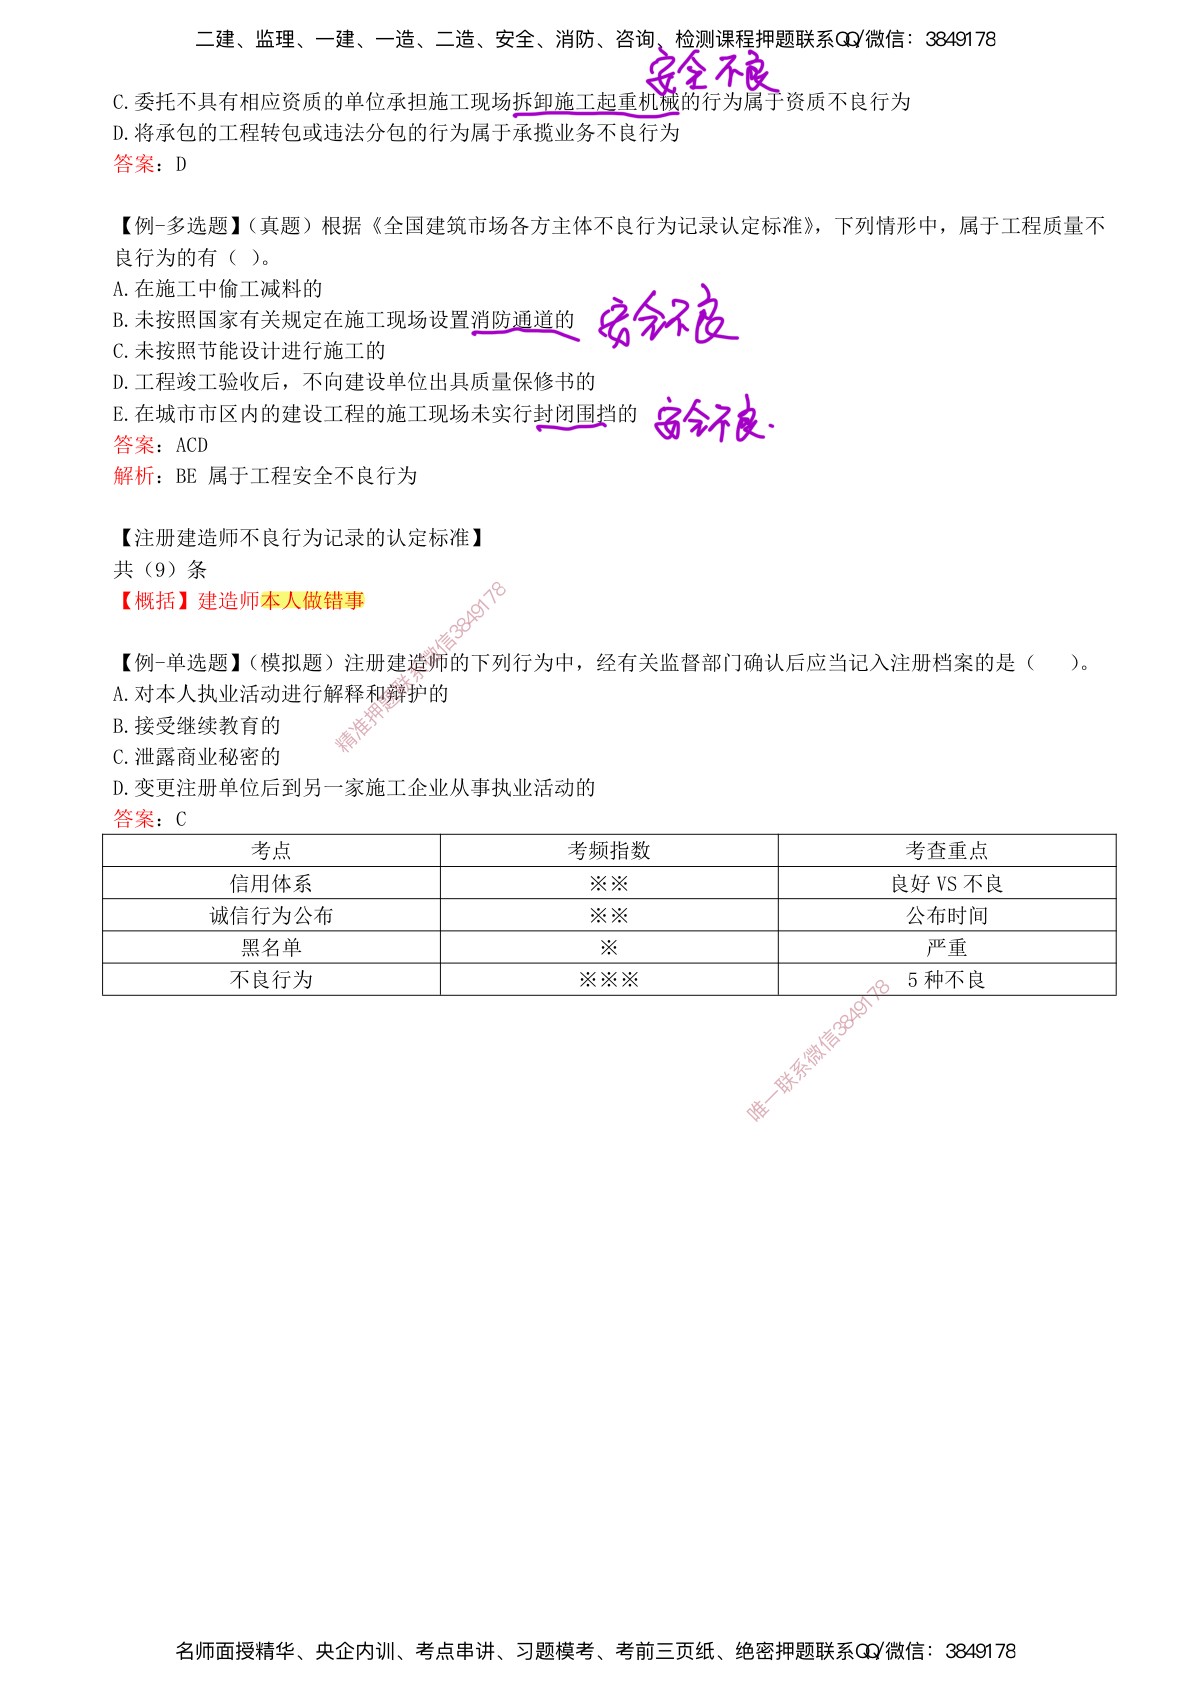 二建、监理、一建、一造、二造、安全、消防、咨询、检测课程押题联系QQ/微信：3849178
安全不良
C.委托不具有相应资质的单位承担施工现场拆卸施工起重机械的行为属于资质不良行为
D.将承包的工程转包或违法分包的行为属于承揽业务不良行为
答案：D
【例-多选题】（真题）根据《全国建筑市场各方主体不良行为记录认定标准》，下列情形中，属于工程质量不
良行为的有（ ）。
A.在施工中偷工减料的
B.未按照国家有关规定在施工现场设置消防通道的 安全不良
C.未按照节能设计进行施工的
D.工程竣工验收后，不向建设单位出具质量保修书的
E.在城市市区内的建设工程的施工现场未实行封闭围挡的 安全不良.
答案：ACD
解析：BE 属于工程安全不良行为
【注册建造师不良行为记录的认定标准】
共（9）条
【概括】建造师本人做错事
【例-单选题】（模拟题）注册建造师的下列行为中，经有关监督部门确认后应当记入注册档案的是（ ）。
A.对本人执业活动进行解释和辩护的
B.接受继续教育的
C.泄露商业秘密的
D.变更注册单位后到另一家施工企业从事执业活动的
答案：C
精准押题联系微信3849178
考点 考频指数 考查重点
信用体系 ※※ 良好 VS 不良
诚信行为公布 ※※ 公布时间
黑名单 ※ 严重
不良行为 ※※※ 5 种不良
唯一联系微信3849178
名师面授精华、央企内训、考点串讲、习题模考、考前三页纸、绝密押题联系QQ/微信：3849178